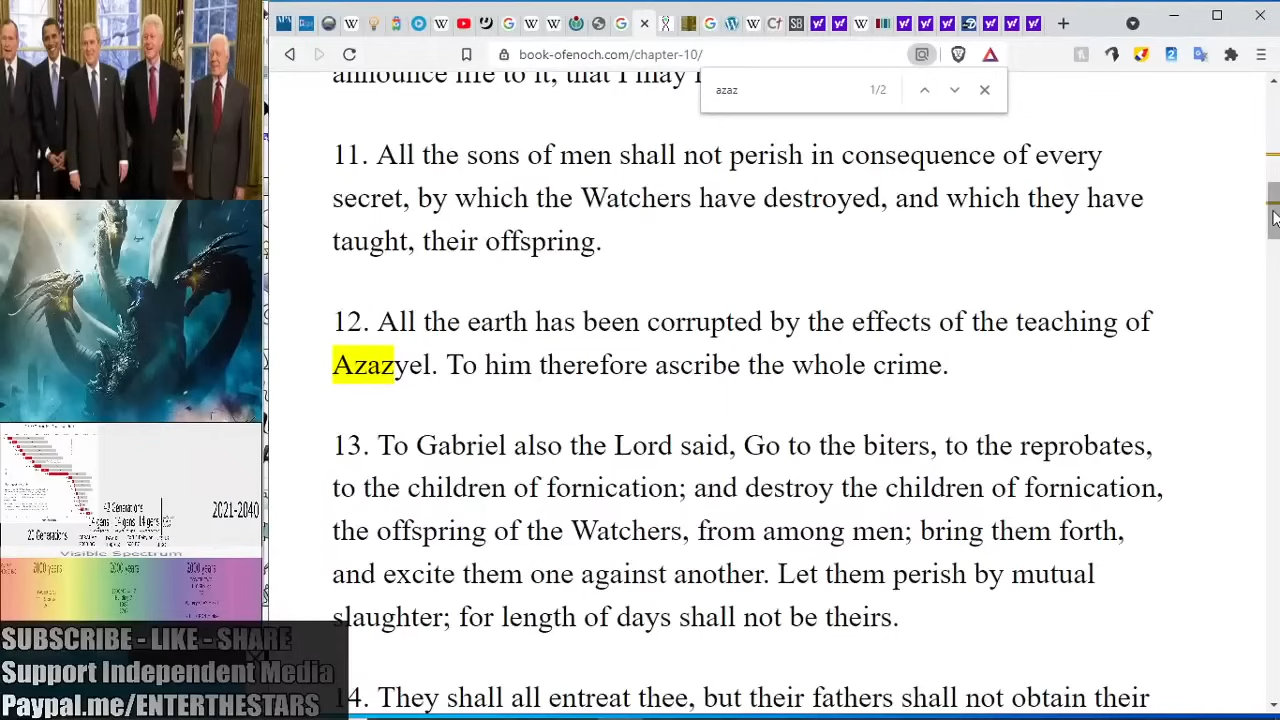 book-ofenoch.com/chapter-10/
azaz
1/2
announce life to it, that I may
11. All the sons of men shall not perish in consequence of every
secret, by which the Watchers have destroyed, and which they have
taught, their offspring.
12. All the earth has been corrupted by the effects of the teaching of
Azazyel. To him therefore ascribe the whole crime.
13. To Gabriel also the Lord said, Go to the biters, to the reprobates,
to the children of fornication; and destroy the children of fornication,
the offspring of the Watchers, from among men; bring them forth,
and excite them one against another. Let them perish by mutual
slaughter; for length of days shall not be theirs.
14. They shall all entreat thee, but their fathers shall not obtain their
2021-2040
Visible Spectrum
SUBSCRIBE - LIKE - SHARE
Support Independent Media
Paypal.me/ENTERTHESTARS